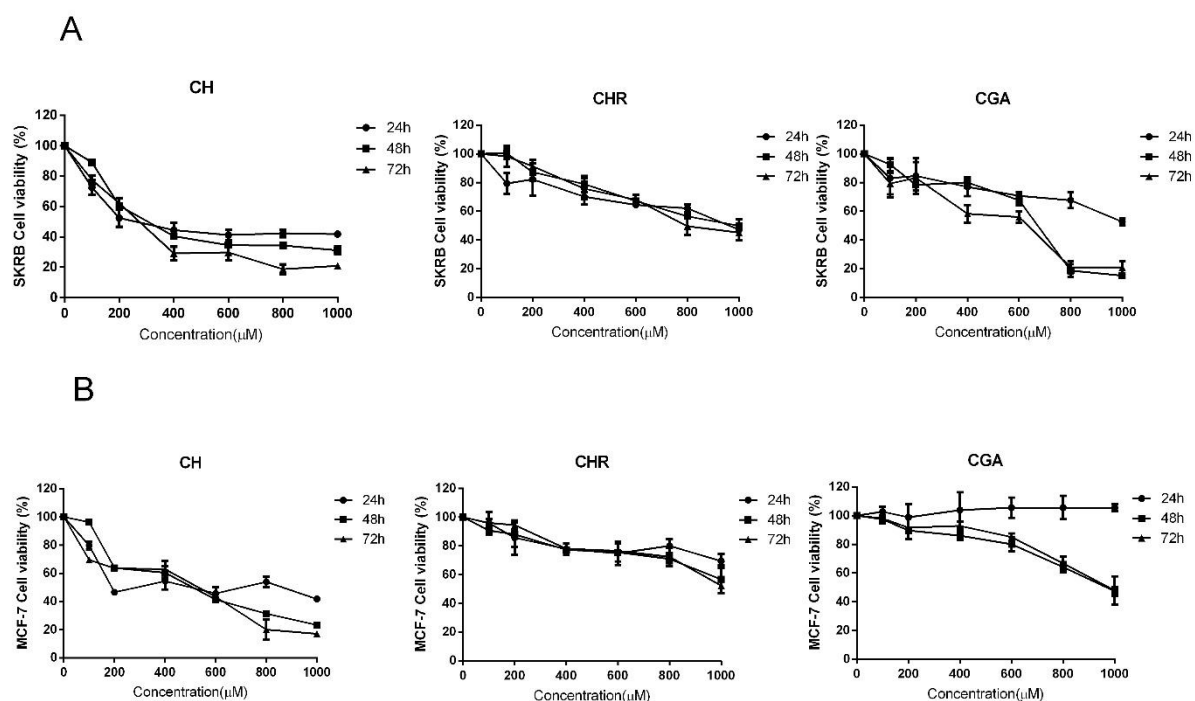 A
CH
SKRB Cell viability (%)
120
100
80
60
40
20
0
0 200 400 600 800 1000
Concentration(μM)
24h
48h
72h
CHR
SKRB Cell viability (%)
120
100
80
60
40
20
0
0 200 400 600 800 1000
Concentration(μM)
24h
48h
72h
CGA
SKRB Cell viability (%)
120
100
80
60
40
20
0
0 200 400 600 800 1000
Concentration(μM)
24h
48h
72h
B
CH
MCF-7 Cell viability (%)
120
100
80
60
40
20
0
0 200 400 600 800 1000
Concentration(μM)
24h
48h
72h
CHR
MCF-7 Cell viability (%)
120
100
80
60
40
20
0
0 200 400 600 800 1000
Concentration(μM)
24h
48h
72h
CGA
MCF-7 Cell viability (%)
120
100
80
60
40
20
0
0 200 400 600 800 1000
Concentration(μM)
24h
48h
72h